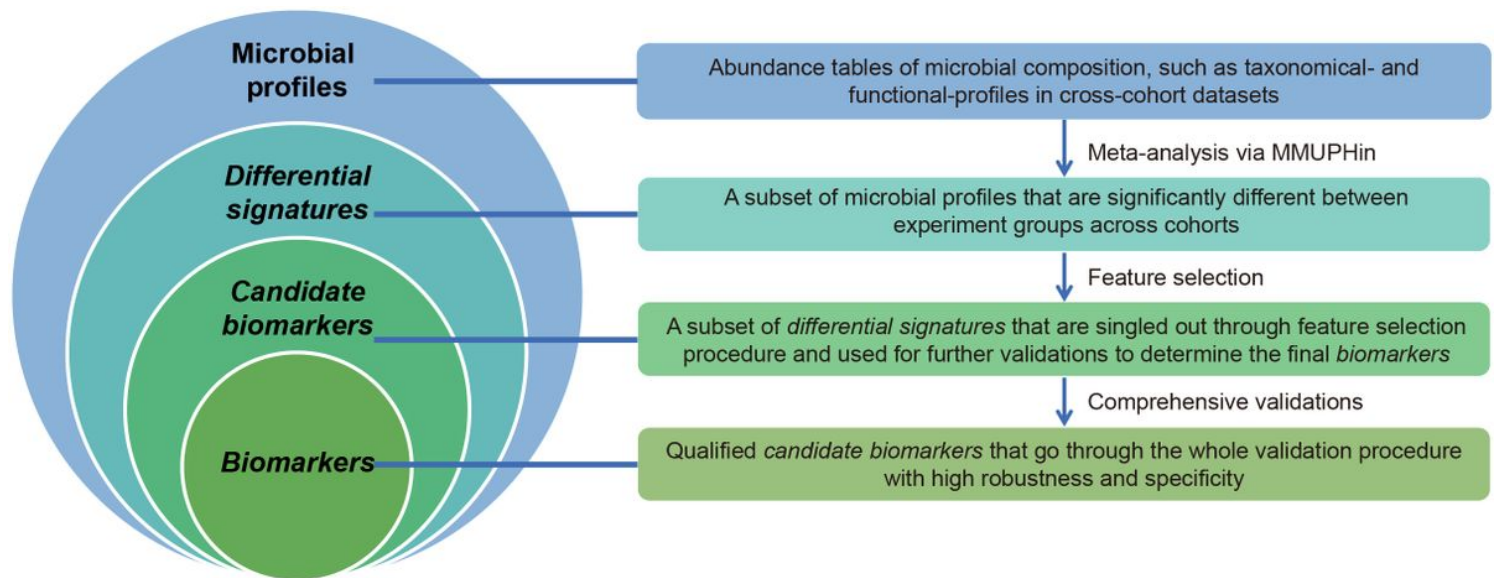 Microbial
profiles
Abundance tables of microbial composition, such as taxonomical- and
functional-profiles in cross-cohort datasets
Meta-analysis via MMUPHin
Differential
signatures
A subset of microbial profiles that are significantly different between
experiment groups across cohorts
Feature selection
Candidate
biomarkers
A subset of differential signatures that are singled out through feature selection
procedure and used for further validations to determine the final biomarkers
Comprehensive validations
Biomarkers
Qualified candidate biomarkers that go through the whole validation procedure
with high robustness and specificity